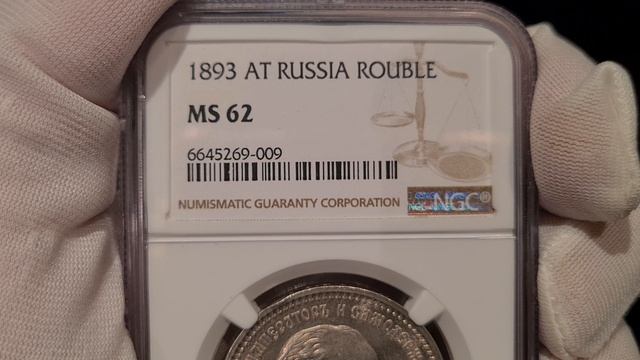 1893 AT RUSSIA ROUBLE
MS 62
6645269-009
NUMISMATIC GUARANTY CORPORATION
NGC®